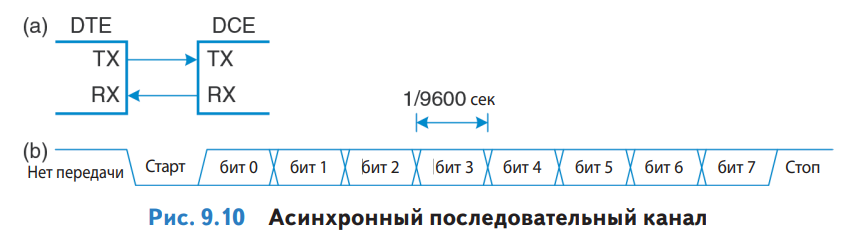 (a) DTE DCE
TX TX
RX RX
1/9600 сек
(b)
Нет передачи Старт бит 0 бит 1 бит 2 бит 3 бит 4 бит 5 бит 6 бит 7 Стоп
Рис. 9.10 Асинхронный последовательный канал